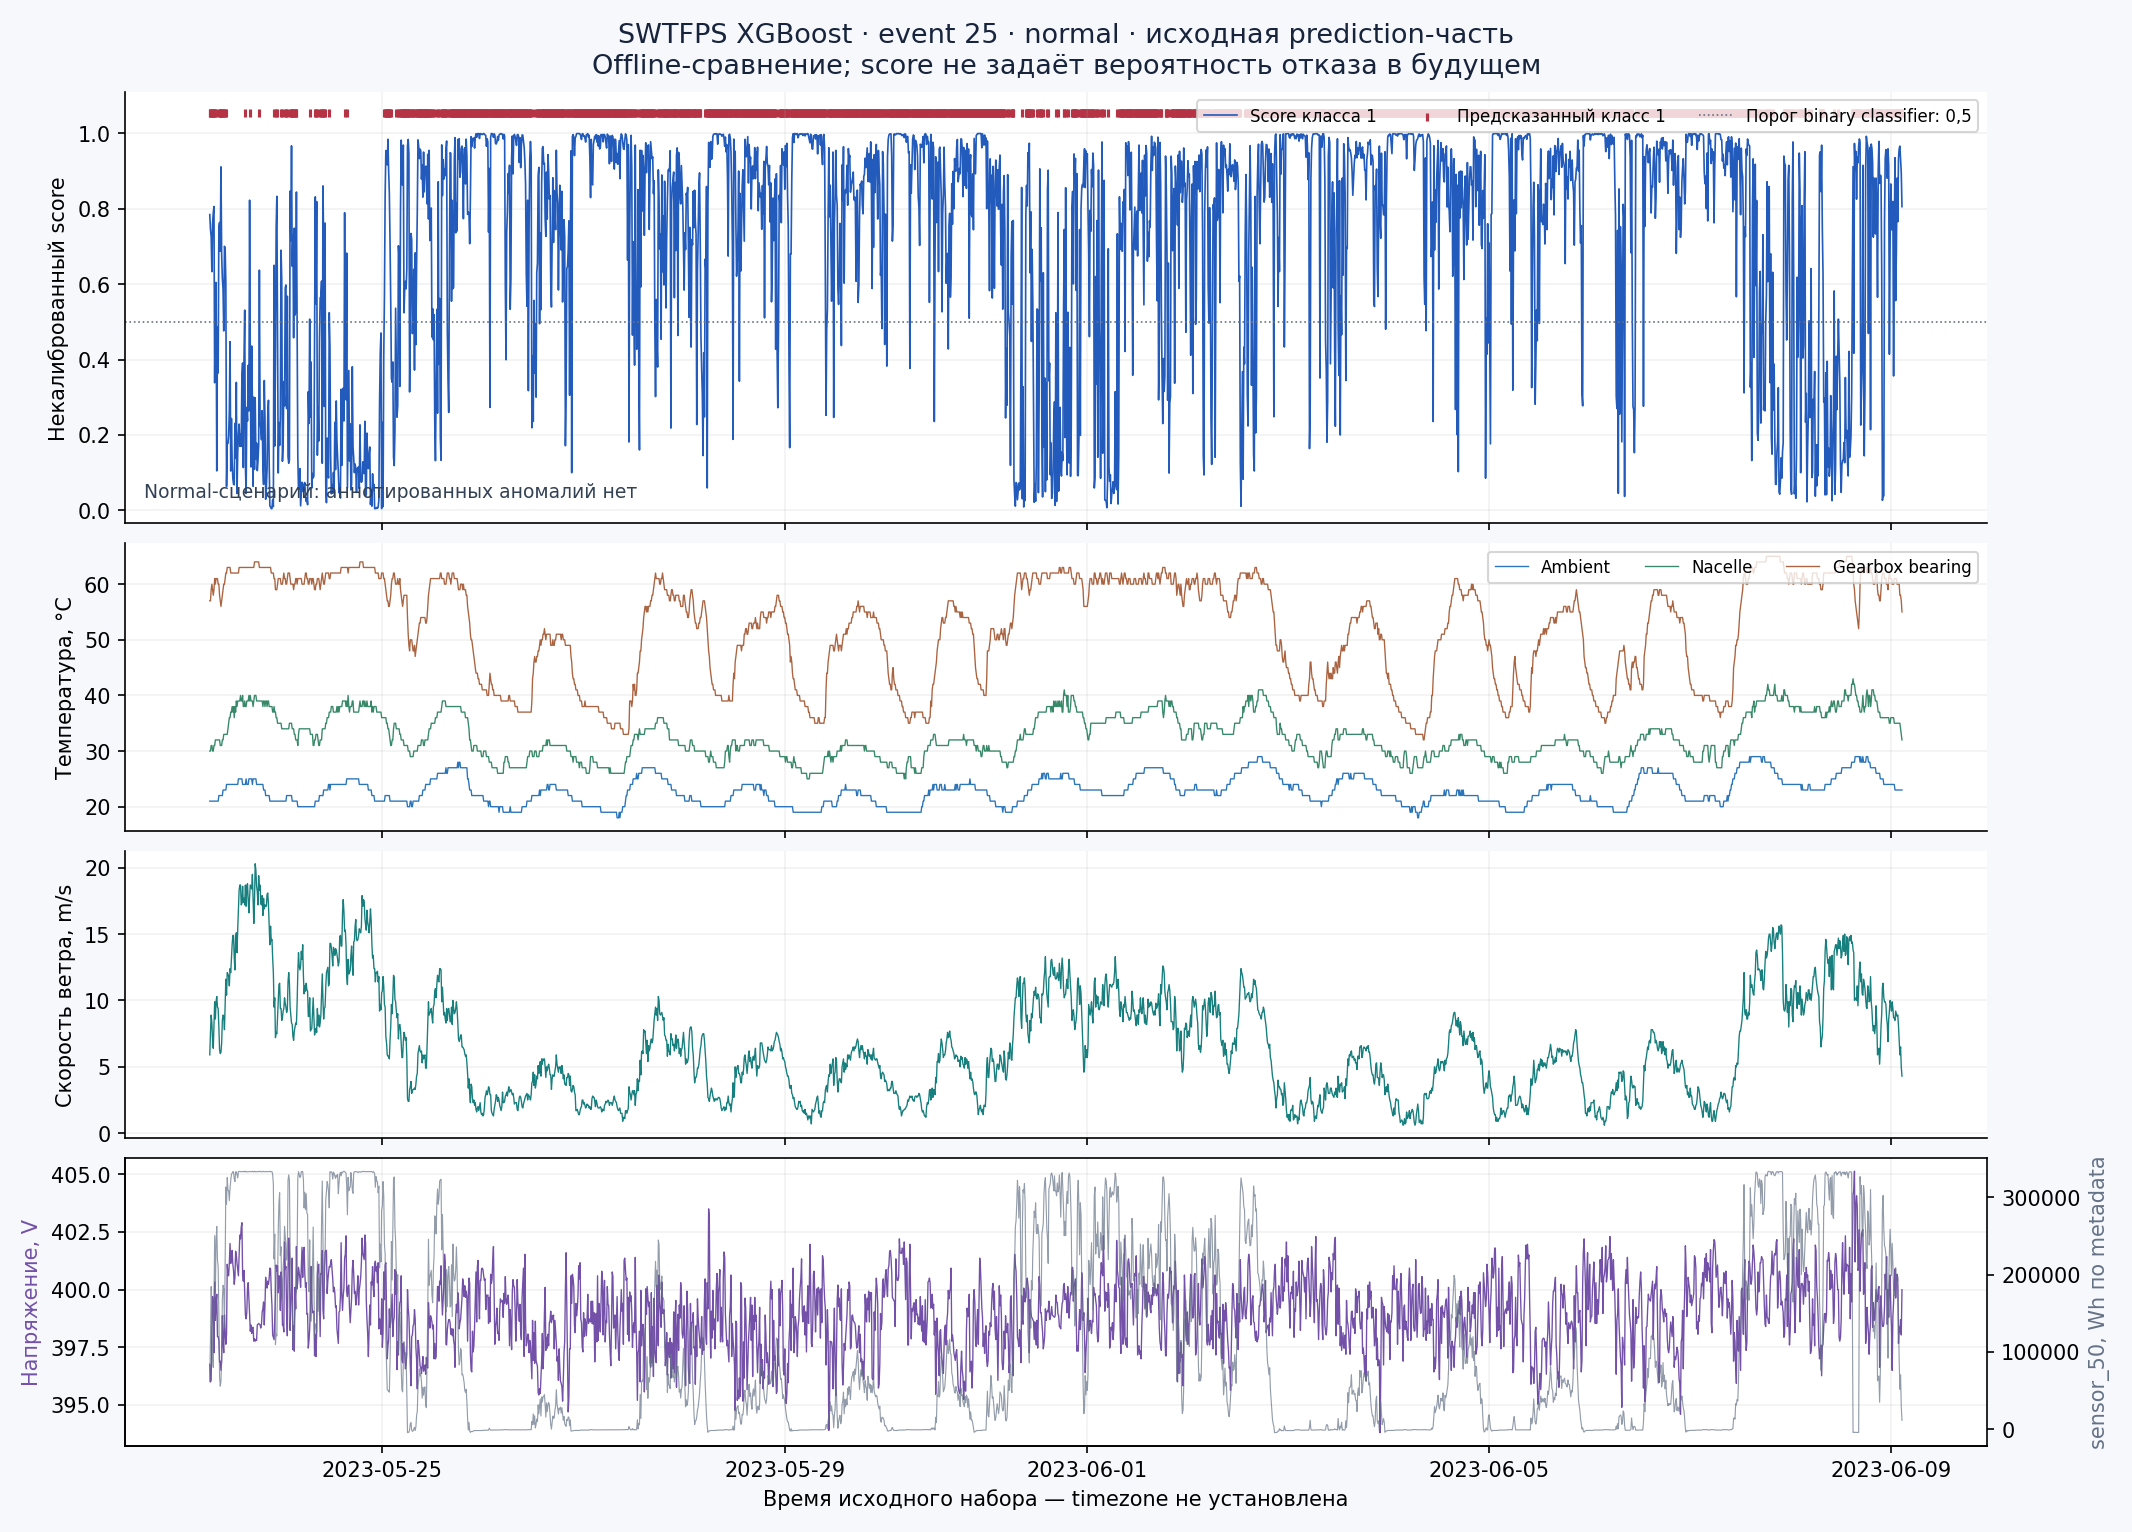 SWTFPS XGBoost · event 25 · normal · исходная prediction-часть
Offline-сравнение; score не задаёт вероятность отказа в будущем
Некалиброванный score
1.0
0.8
0.6
0.4
0.2
0.0
Score класса 1
Предсказанный класс 1
Порог binary classifier: 0,5
Normal-сценарий: аннотированных аномалий нет
Температура, °C
60
50
40
30
20
Ambient
Nacelle
Gearbox bearing
Скорость ветра, m/s
20
15
10
5
0
Напряжение, V
405.0
402.5
400.0
397.5
395.0
300000
200000
100000
0
sensor_50, Wh по metadata
2023-05-25
2023-05-29
2023-06-01
2023-06-05
2023-06-09
Время исходного набора — timezone не установлена